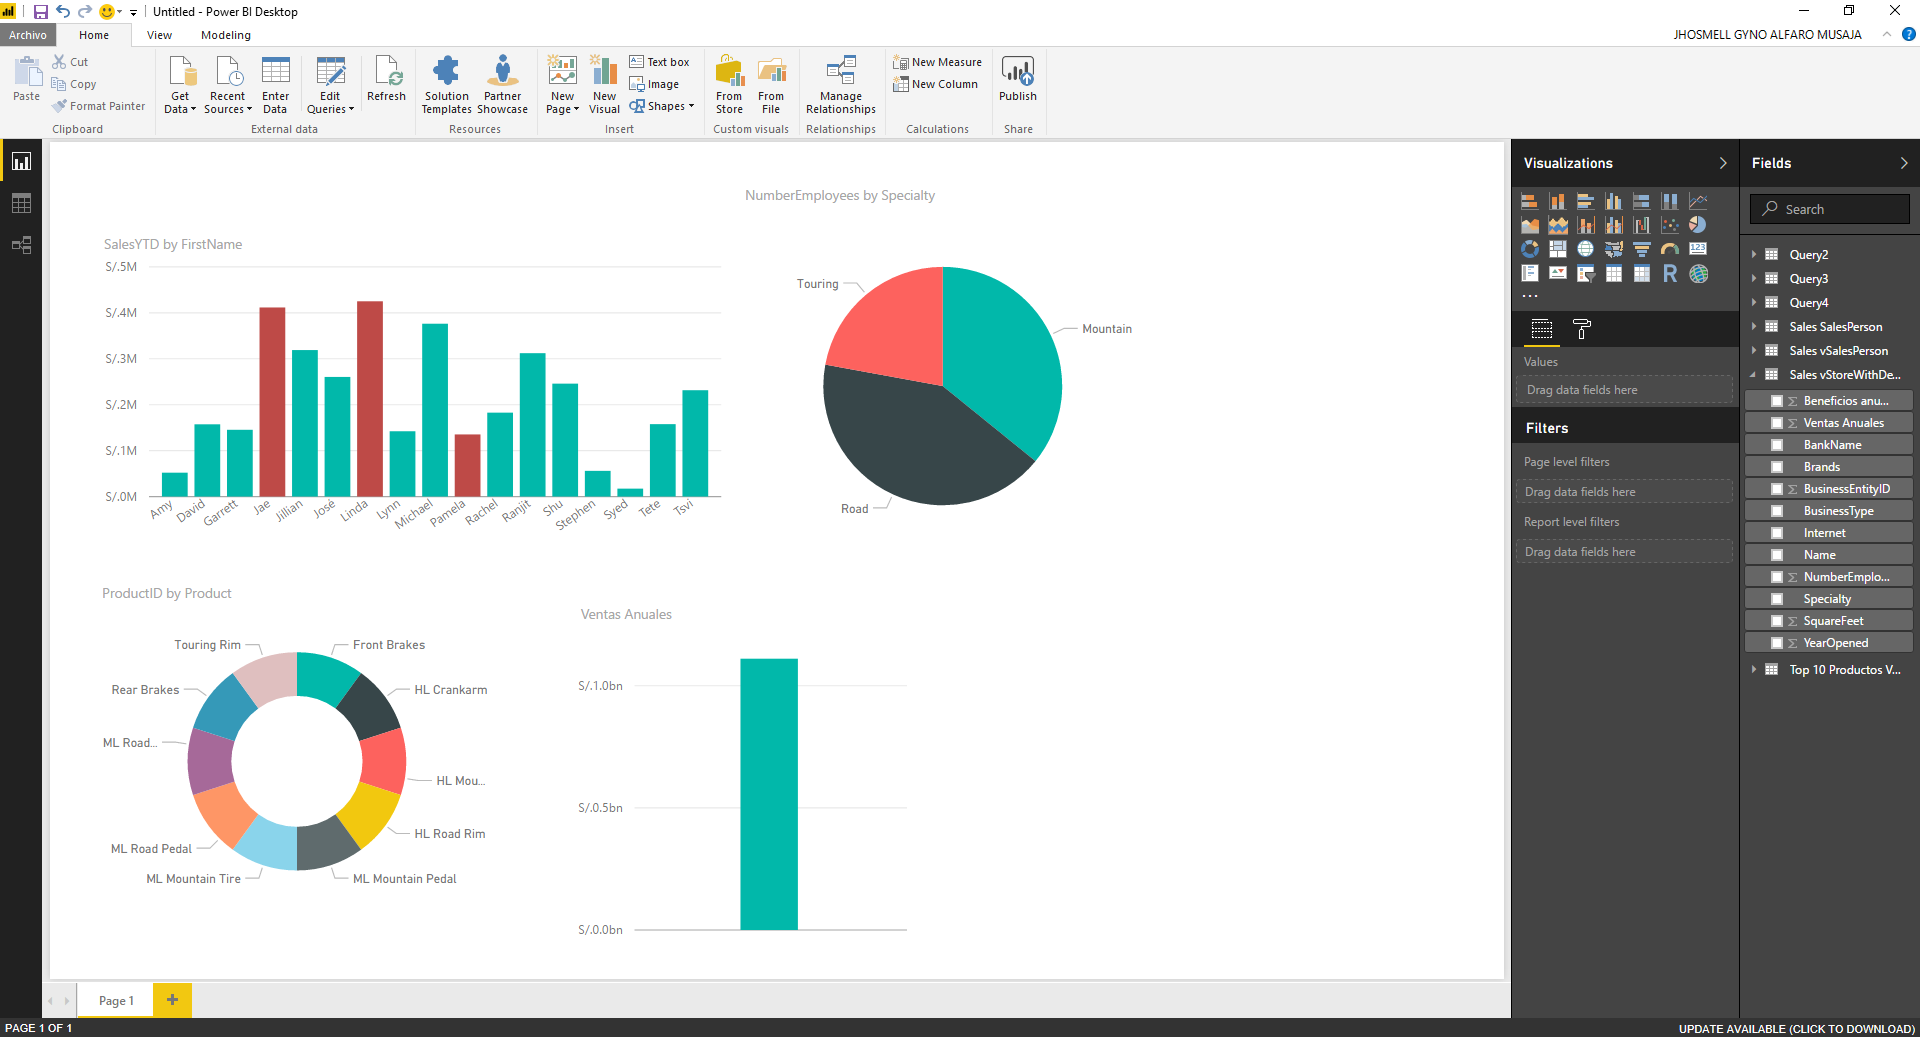 Untitled - Power BI Desktop
Archivo Home View Modeling
JHOSMELL GYNO ALFARO MUSAJA
?
Paste
Cut
Copy
Format Painter
Clipboard
Get Data
Recent Sources
Enter Data
Edit Queries
External data
Refresh
Solution Templates
Partner Showcase
Resources
New Page
New Visual
Text box
Image
Shapes
Insert
From Store
From File
Custom visuals
Manage Relationships
Relationships
New Measure
New Column
Calculations
Publish
Share
SalesYTD by FirstName
S/.5M
S/.4M
S/.3M
S/.2M
S/.1M
S/.0M
Amy David Garrett Jae Jillian José Linda Lynn Michael Pamela Rachel Ranjit Shu Stephen Syed Tete Tsvi
NumberEmployees by Specialty
Touring
Mountain
Road
ProductID by Product
Touring Rim
Front Brakes
Rear Brakes
HL Crankarm
ML Road...
HL Mou...
HL Road Rim
ML Road Pedal
ML Mountain Tire
ML Mountain Pedal
Ventas Anuales
S/.1.0bn
S/.0.5bn
S/.0.0bn
Visualizations
123
R
...
Values
Drag data fields here
Filters
Page level filters
Drag data fields here
Report level filters
Drag data fields here
Fields
Search
Query2
Query3
Query4
Sales SalesPerson
Sales vSalesPerson
Sales vStoreWithDe...
Σ Beneficios anu...
Σ Ventas Anuales
BankName
Brands
Σ BusinessEntityID
BusinessType
Internet
Name
Σ NumberEmplo...
Specialty
Σ SquareFeet
Σ YearOpened
Top 10 Productos V...
Page 1
+
PAGE 1 OF 1
UPDATE AVAILABLE (CLICK TO DOWNLOAD)